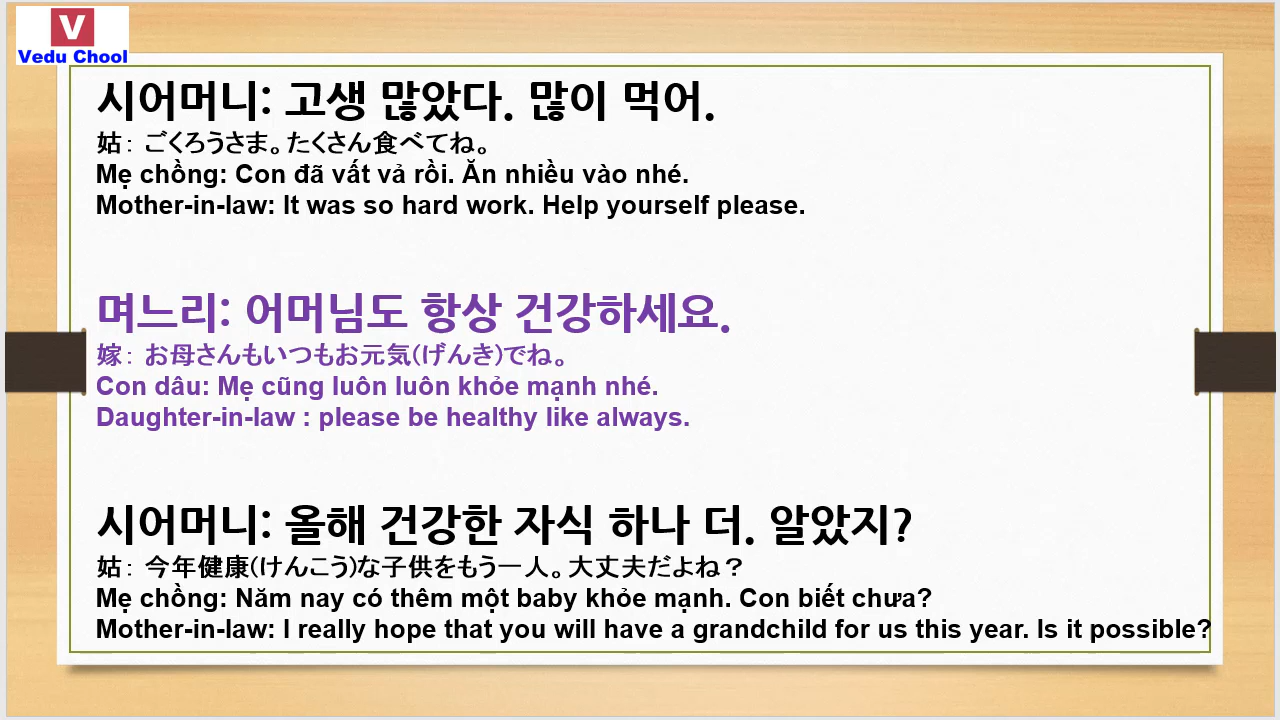 V
Vedu Chool
시어머니: 고생 많았다. 많이 먹어.
姑： ごくろうさま。たくさん食べてね。
Mẹ chồng: Con đã vất vả rồi. Ăn nhiều vào nhé.
Mother-in-law: It was so hard work. Help yourself please.
며느리: 어머님도 항상 건강하세요.
嫁： お母さんもいつもお元気(げんき)でね。
Con dâu: Mẹ cũng luôn luôn khỏe mạnh nhé.
Daughter-in-law : please be healthy like always.
시어머니: 올해 건강한 자식 하나 더. 알았지?
姑： 今年健康(けんこう)な子供をもう一人。大丈夫だよね？
Mẹ chồng: Năm nay có thêm một baby khỏe mạnh. Con biết chưa?
Mother-in-law: I really hope that you will have a grandchild for us this year. Is it possible?